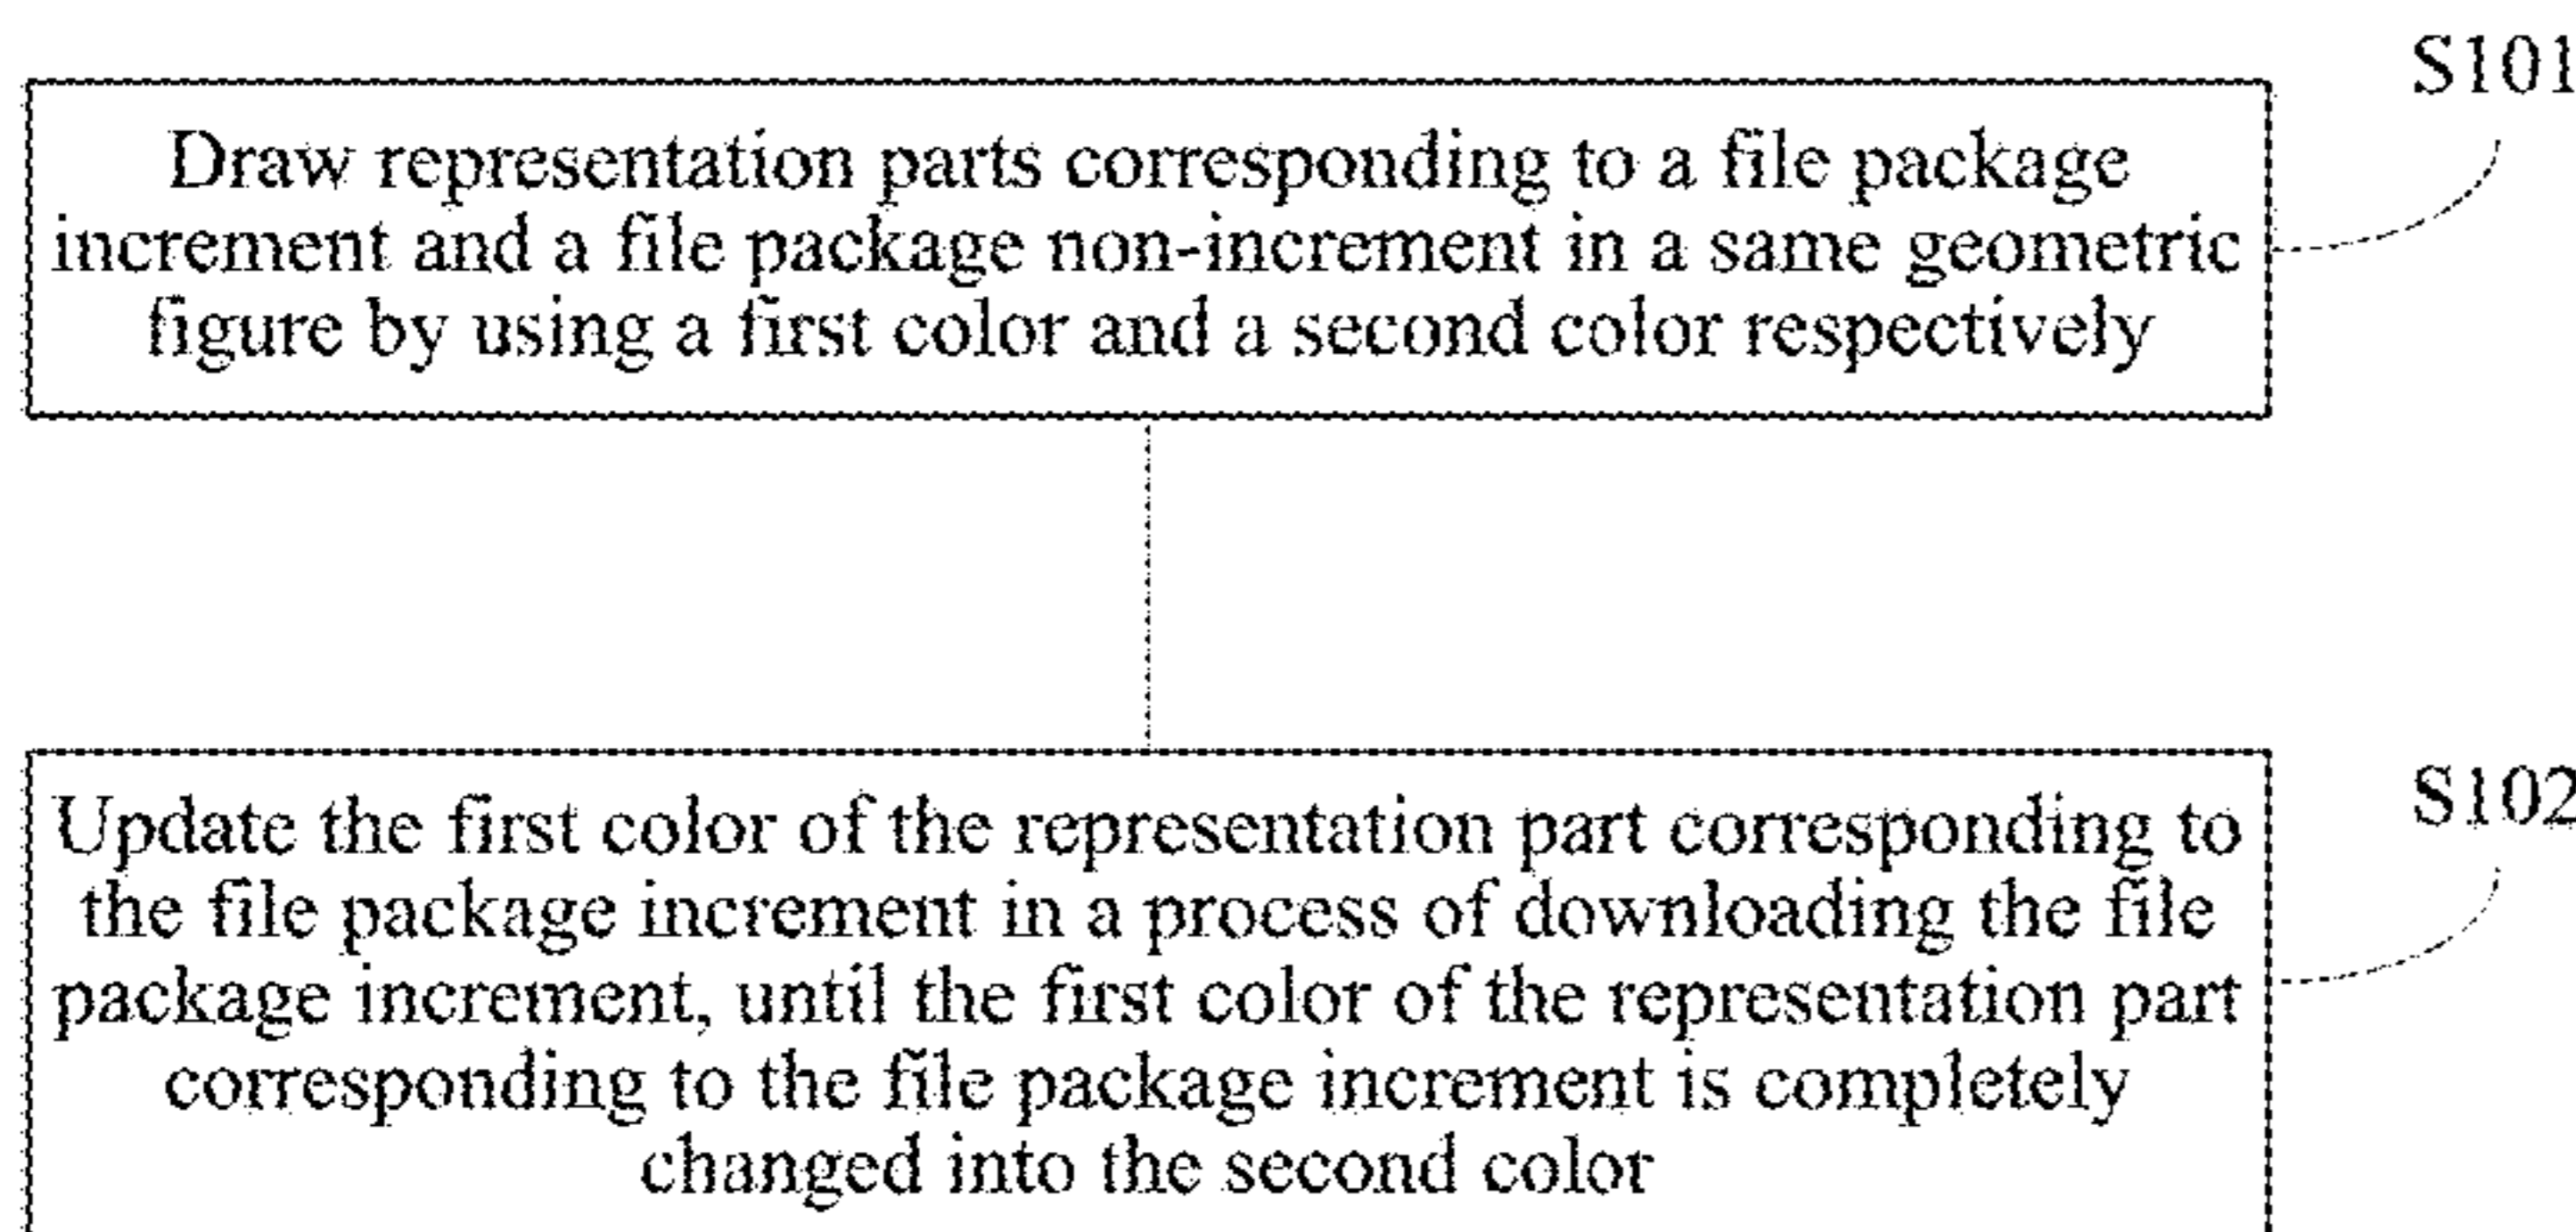 S101
Draw representation parts corresponding to a file package
increment and a file package non-increment in a same geometric
figure by using a first color and a second color respectively
S102
Update the first color of the representation part corresponding to
the file package increment in a process of downloading the file
package increment, until the first color of the representation part
corresponding to the file package increment is completely
changed into the second color